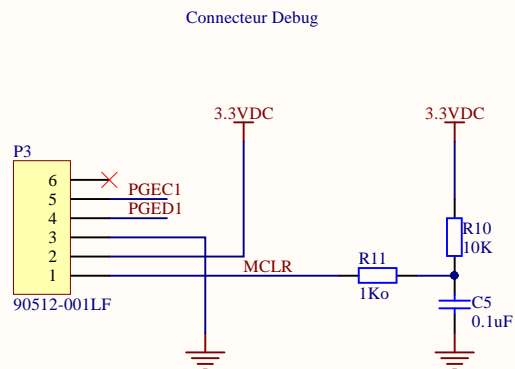 Connecteur Debug
3.3VDC
3.3VDC
P3
6
5
PGEC1
4
PGED1
3
2
1
MCLR
R11
1Ko
R10
10K
C5
0.1uF
90512-001LF